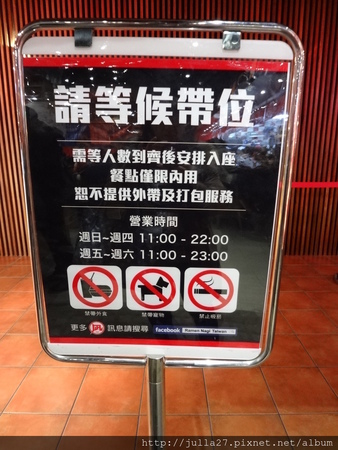 請等候帶位
需等人數到齊後安排入座
餐點僅限內用
恕不提供外帶及打包服務
營業時間
週日~週四 11:00 - 22:00
週五~週六 11:00 - 23:00
禁帶外食 禁帶寵物 禁止吸菸
更多 訊息請搜尋 facebook Ramen Nagi Taiwan
http://julla27.pixnet.net/album